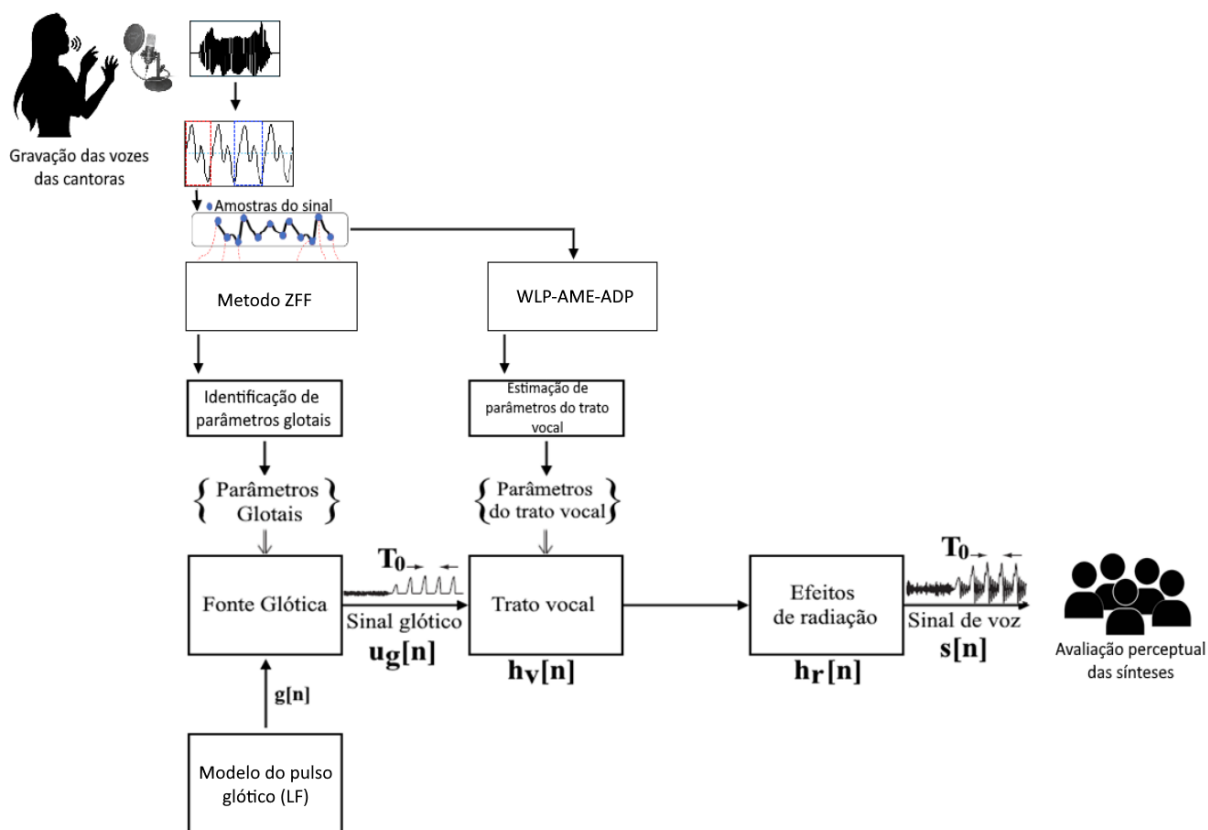 Gravação das vozes
das cantoras
Amostras do sinal
Metodo ZFF
WLP-AME-ADP
Identificação de
parâmetros glotais
Estimação de
parâmetros do trato
vocal
Parâmetros
Glotais
Parâmetros
do trato vocal
Fonte Glótica
T0
Sinal glótico
ug[n]
Trato vocal
hv[n]
Efeitos
de radiação
hr[n]
T0
Sinal de voz
s[n]
Avaliação perceptual
das sínteses
g[n]
Modelo do pulso
glótico (LF)